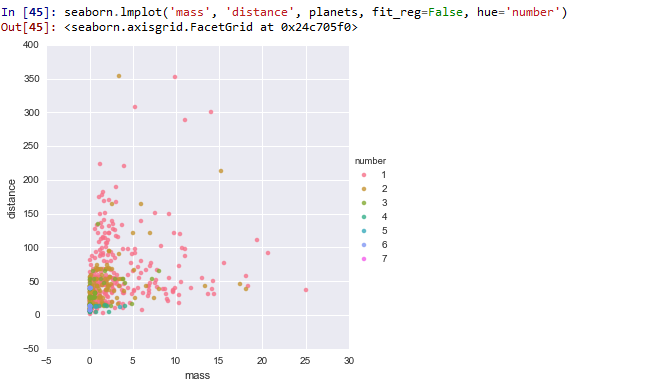 In [45]: seaborn.lmplot('mass', 'distance', planets, fit_reg=False, hue='number')
Out[45]: <seaborn.axisgrid.FacetGrid at 0x24c705f0>
400
350
300
250
200
150
100
50
0
−50
distance
−5 0 5 10 15 20 25 30
mass
number
1
2
3
4
5
6
7